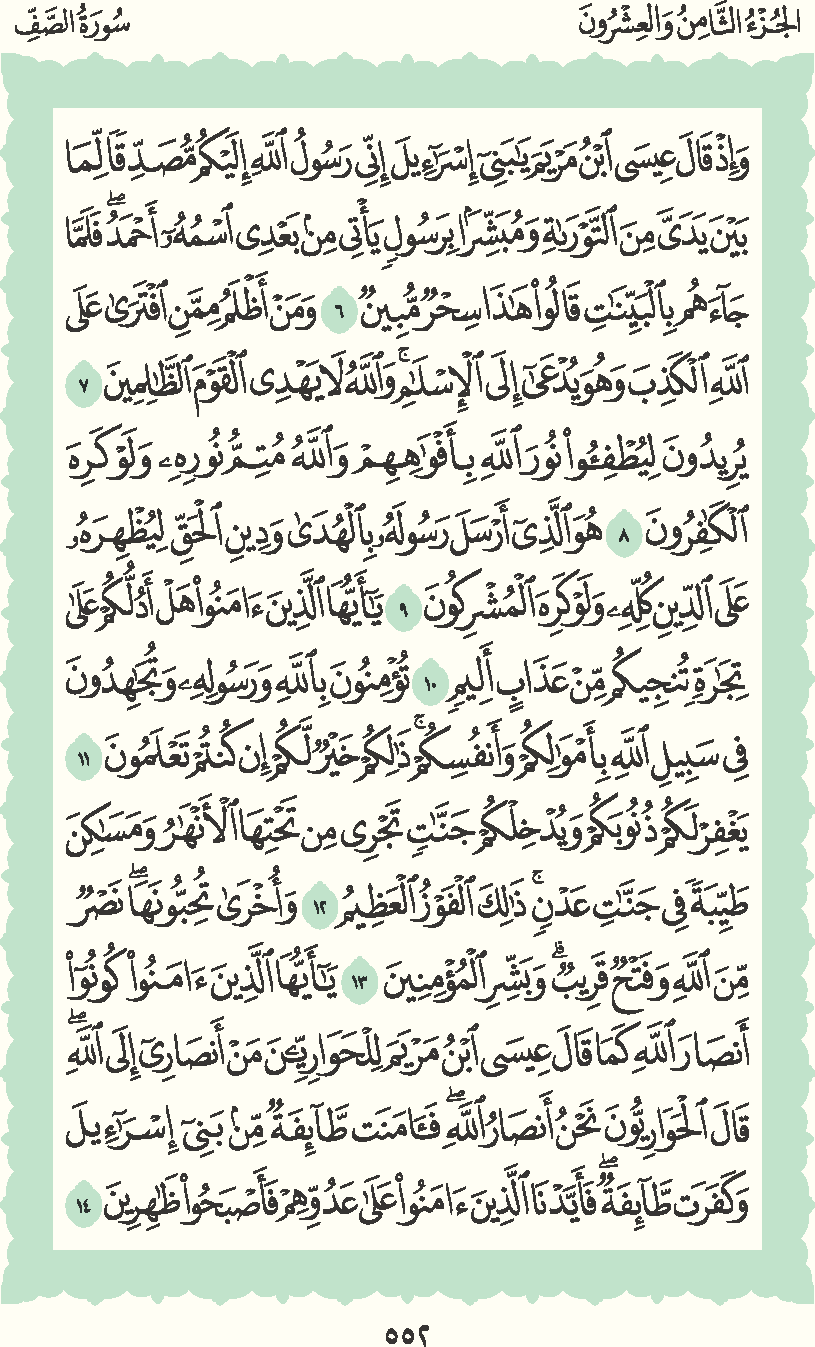 الجُزْءُ الثَّامِنُ وَالْعِشْرُونَ
سُورَةُ الصَّفِّ
وَإِذْ قَالَ عِيسَى ٱبْنُ مَرْيَمَ يَٰبَنِىٓ إِسْرَٰٓءِيلَ إِنِّى رَسُولُ ٱللَّهِ إِلَيْكُم مُّصَدِّقًا لِّمَا
بَيْنَ يَدَىَّ مِنَ ٱلتَّوْرَىٰةِ وَمُبَشِّرًۢا بِرَسُولٍ يَأْتِى مِنۢ بَعْدِى ٱسْمُهُۥٓ أَحْمَدُ ۖ فَلَمَّا
جَآءَهُم بِٱلْبَيِّنَٰتِ قَالُوا۟ هَٰذَا سِحْرٌ مُّبِينٌ ٦ وَمَنْ أَظْلَمُ مِمَّنِ ٱفْتَرَىٰ عَلَى
ٱللَّهِ ٱلْكَذِبَ وَهُوَ يُدْعَىٰٓ إِلَى ٱلْإِسْلَٰمِ ۚ وَٱللَّهُ لَا يَهْدِى ٱلْقَوْمَ ٱلظَّٰلِمِينَ ٧
يُرِيدُونَ لِيُطْفِـُٔوا۟ نُورَ ٱللَّهِ بِأَفْوَٰهِهِمْ وَٱللَّهُ مُتِمُّ نُورِهِۦ وَلَوْ كَرِهَ
ٱلْكَٰفِرُونَ ٨ هُوَ ٱلَّذِىٓ أَرْسَلَ رَسُولَهُۥ بِٱلْهُدَىٰ وَدِينِ ٱلْحَقِّ لِيُظْهِرَهُۥ
عَلَى ٱلدِّينِ كُلِّهِۦ وَلَوْ كَرِهَ ٱلْمُشْرِكُونَ ٩ يَٰٓأَيُّهَا ٱلَّذِينَ ءَامَنُوا۟ هَلْ أَدُلُّكُمْ عَلَىٰ
تِجَٰرَةٍ تُنجِيكُم مِّنْ عَذَابٍ أَلِيمٍ ١٠ تُؤْمِنُونَ بِٱللَّهِ وَرَسُولِهِۦ وَتُجَٰهِدُونَ
فِى سَبِيلِ ٱللَّهِ بِأَمْوَٰلِكُمْ وَأَنفُسِكُمْ ۚ ذَٰلِكُمْ خَيْرٌ لَّكُمْ إِن كُنتُمْ تَعْلَمُونَ ١١
يَغْفِرْ لَكُمْ ذُنُوبَكُمْ وَيُدْخِلْكُمْ جَنَّٰتٍ تَجْرِى مِن تَحْتِهَا ٱلْأَنْهَٰرُ وَمَسَٰكِنَ
طَيِّبَةً فِى جَنَّٰتِ عَدْنٍ ۚ ذَٰلِكَ ٱلْفَوْزُ ٱلْعَظِيمُ ١٢ وَأُخْرَىٰ تُحِبُّونَهَا ۖ نَصْرٌ
مِّنَ ٱللَّهِ وَفَتْحٌ قَرِيبٌ ۗ وَبَشِّرِ ٱلْمُؤْمِنِينَ ١٣ يَٰٓأَيُّهَا ٱلَّذِينَ ءَامَنُوا۟ كُونُوٓا۟
أَنصَارَ ٱللَّهِ كَمَا قَالَ عِيسَى ٱبْنُ مَرْيَمَ لِلْحَوَارِيِّـۧنَ مَنْ أَنصَارِىٓ إِلَى ٱللَّهِ ۖ
قَالَ ٱلْحَوَارِيُّونَ نَحْنُ أَنصَارُ ٱللَّهِ ۖ فَـَٔامَنَت طَّآئِفَةٌ مِّنۢ بَنِىٓ إِسْرَٰٓءِيلَ
وَكَفَرَت طَّآئِفَةٌ ۖ فَأَيَّدْنَا ٱلَّذِينَ ءَامَنُوا۟ عَلَىٰ عَدُوِّهِمْ فَأَصْبَحُوا۟ ظَٰهِرِينَ ١٤
٥٥٢